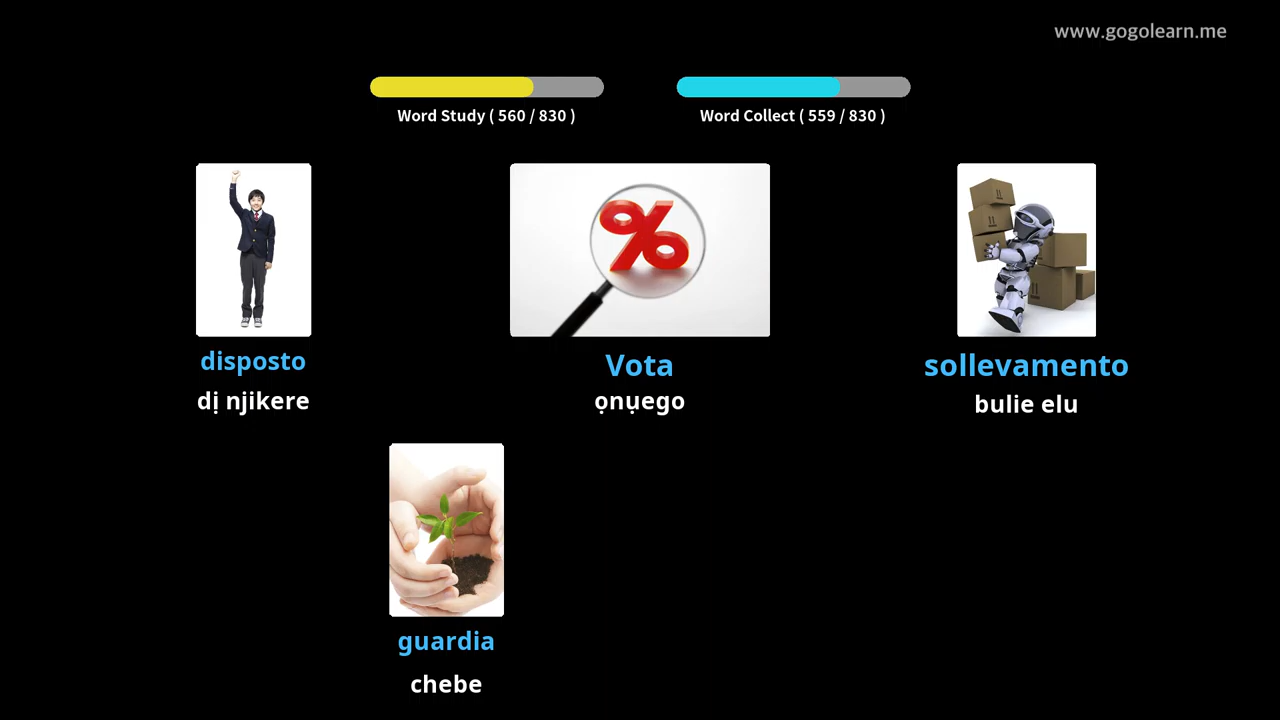 www.gogolearn.me
Word Study ( 560 / 830 )
Word Collect ( 559 / 830 )
disposto
dị njikere
Vota
ọnụego
sollevamento
bulie elu
guardia
chebe